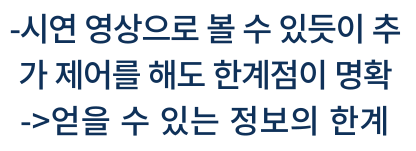 -시연 영상으로 볼 수 있듯이 추
가 제어를 해도 한계점이 명확
->얻을 수 있는 정보의 한계